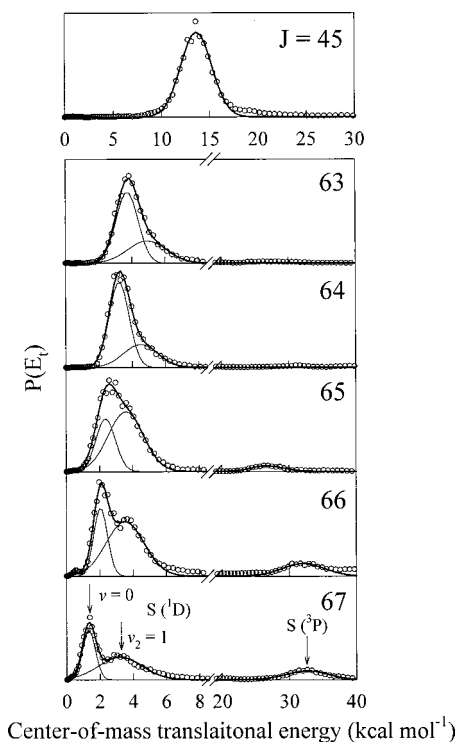 J = 45
0 5 10 15 20 25 30
63
64
P(Eₜ)
65
66
67
v = 0
S (¹D)
v₂ = 1
S (³P)
0 2 4 6 8 20 30 40
Center-of-mass translaitonal energy (kcal mol⁻¹)